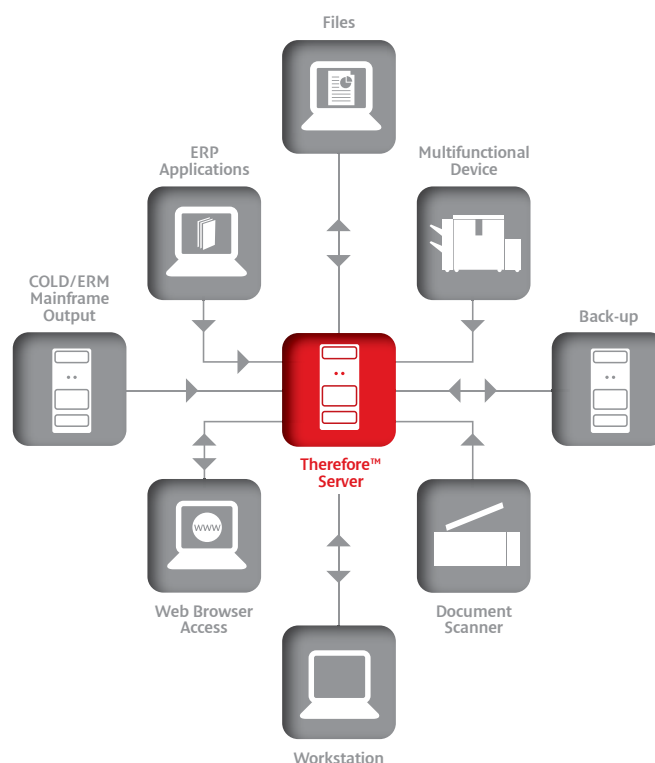 Files
ERP
Applications
Multifunctional
Device
COLD/ERM
Mainframe
Output
Back-up
Therefore™
Server
www
Web Browser
Access
Document
Scanner
Workstation